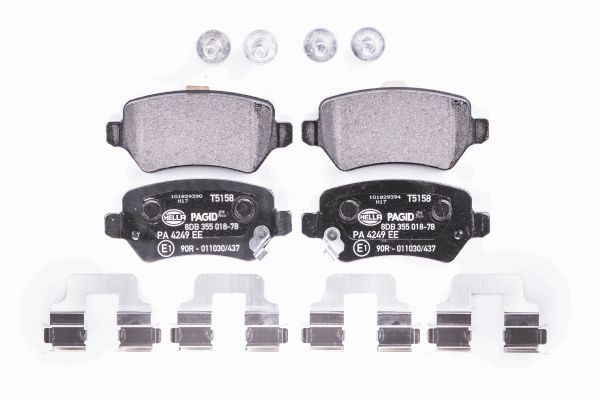 101829390
N17
T5158
HELLA PAGID
8DB 355 018-78
PA 4249 EE
E1 90R - 011030/437
101829394
N17
T5158
HELLA PAGID
8DB 355 018-78
PA 4249 EE
E1 90R - 011030/437